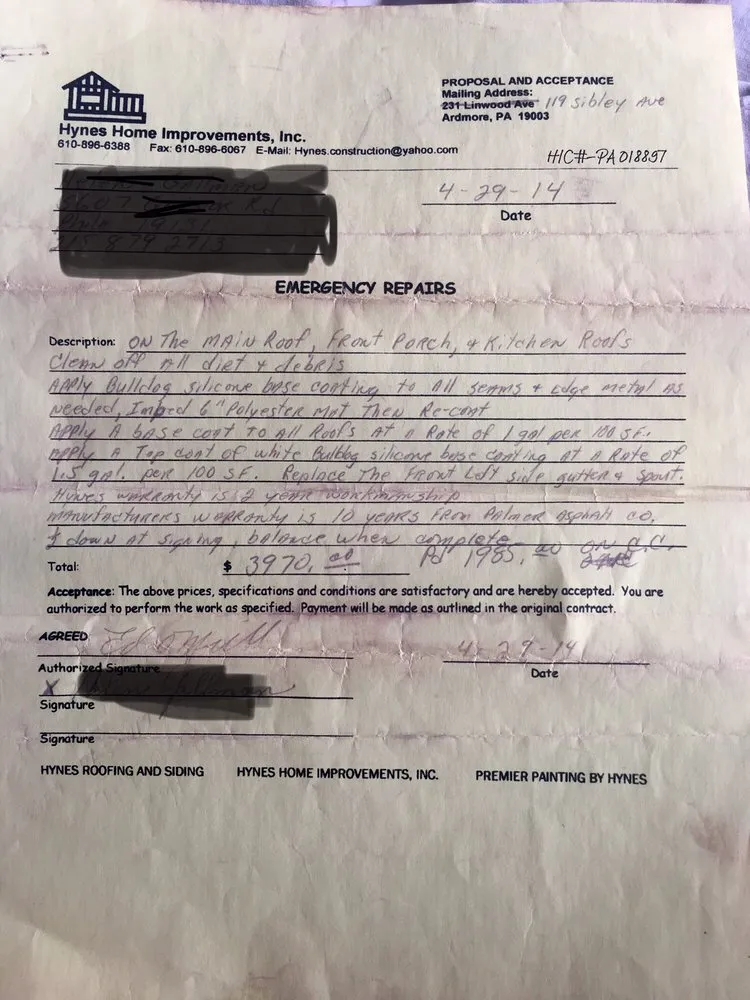 PROPOSAL AND ACCEPTANCE
Mailing Address:
231 Linwood Ave 119 Sibley Ave
Ardmore, PA 19003
Hynes Home Improvements, Inc.
610-896-6388 Fax: 610-896-6067 E-Mail: Hynes.construction@yahoo.com
HIC#-PA018857
4-29-14
Date
EMERGENCY REPAIRS
Description: ON The MAIN Roof, Front Porch, & Kitchen Roofs
Clean off All dirt & debris
APPly Bulldog silicone base coating to All seams & edge metal AS
needed, Imbed 6" Polyester mat Then Re-coat
APPly A base coat TO All Roofs AT A Rate of 1 gal per 100 SF.
APPly A Top coat of white Bulldog silicone base coating AT A Rate of
1.5 gal. per 100 SF. Replace The Front Left side gutter & spout.
Hynes warranty is 2 year workmanship
MANufActurers WARRANTY is 10 years From Palmer Asphalt co.
down AT signing, balance when complete
Total: $ 3970.00 Pd 1985.00 ON C.C.
Acceptance: The above prices, specifications and conditions are satisfactory and are hereby accepted. You are
authorized to perform the work as specified. Payment will be made as outlined in the original contract.
AGREED
4-29-14
Authorized Signature
Date
X
Signature
Signature
HYNES ROOFING AND SIDING HYNES HOME IMPROVEMENTS, INC. PREMIER PAINTING BY HYNES